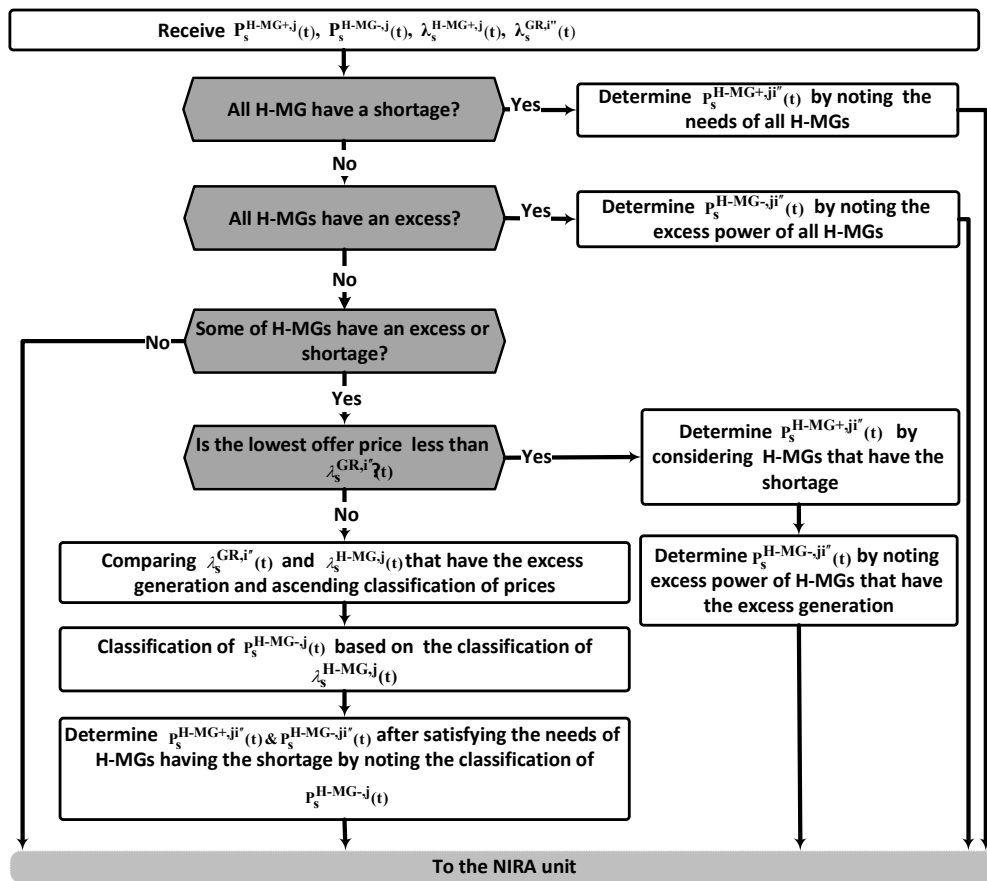 Receive P_s^{H-MG+,j}(t), P_s^{H-MG-,j}(t), λ_s^{H-MG+,j}(t), λ_s^{GR,i''}(t)
All H-MG have a shortage?
Yes
Determine P_s^{H-MG+,ji''}(t) by noting the
needs of all H-MGs
No
All H-MGs have an excess?
Yes
Determine P_s^{H-MG-,ji''}(t) by noting the
excess power of all H-MGs
No
Some of H-MGs have an excess or
shortage?
No
Yes
Is the lowest offer price less than
λ_s^{GR,i''}?(t)
Yes
Determine P_s^{H-MG+,ji''}(t) by
considering H-MGs that have the
shortage
No
Comparing λ_s^{GR,i''}(t) and λ_s^{H-MG,j}(t) that have the excess
generation and ascending classification of prices
Determine P_s^{H-MG-,ji''}(t) by noting
excess power of H-MGs that have
the excess generation
Classification of P_s^{H-MG-,j}(t) based on the classification of
λ_s^{H-MG,j}(t)
Determine P_s^{H-MG+,ji''}(t) & P_s^{H-MG-,ji''}(t) after satisfying the needs of
H-MGs having the shortage by noting the classification of
P_s^{H-MG-,j}(t)
To the NIRA unit